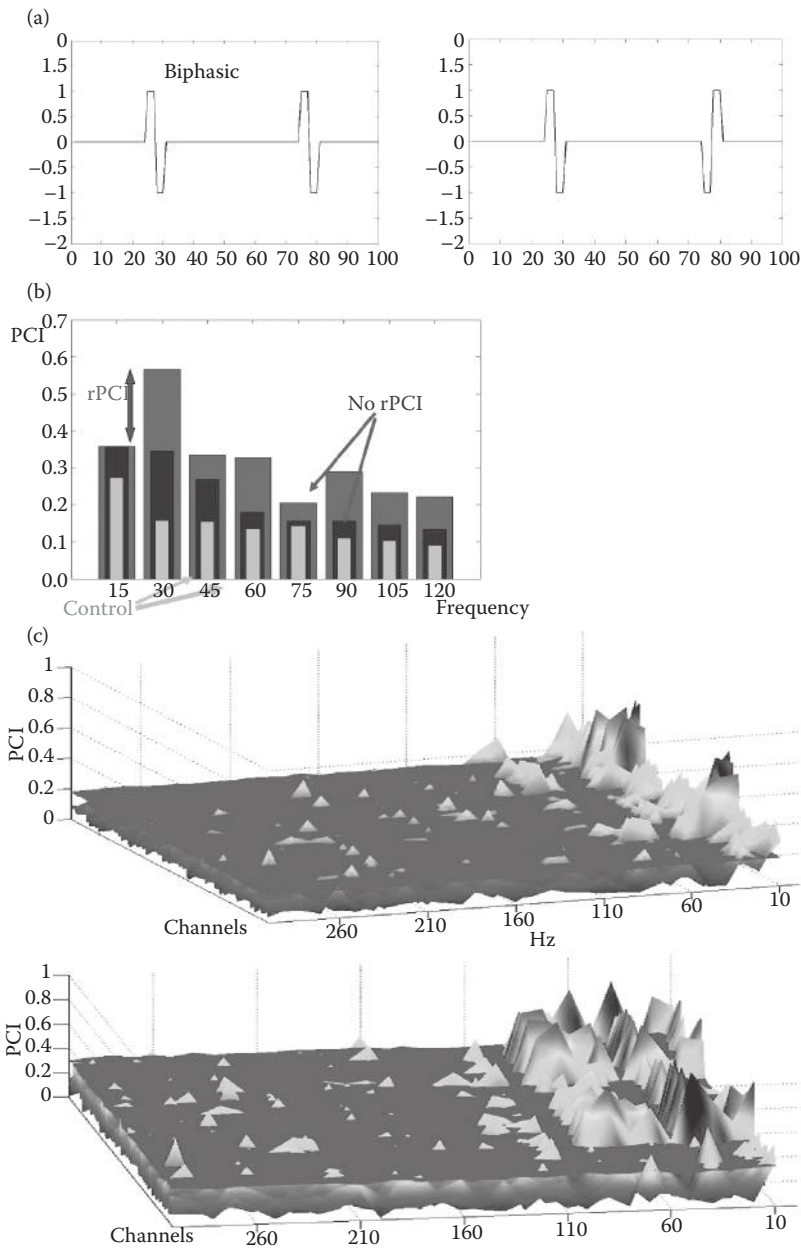 (a)
0
1.5
1
0.5
0
−0.5
−1
−1.5
−2
Biphasic
0 10 20 30 40 50 60 70 80 90 100
0
1.5
1
0.5
0
−0.5
−1
−1.5
−2
0 10 20 30 40 50 60 70 80 90 100
(b)
PCI
0.7
0.6
0.5
0.4
0.3
0.2
0.1
0.0
rPCI
No rPCI
15 30 45 60 75 90 105 120
Control
Frequency
(c)
PCI
1
0.8
0.6
0.4
0.2
0
Channels
260 210 160 110 60 10
Hz
PCI
1
0.8
0.6
0.4
0.2
0
Channels
260 210 160 110 60 10